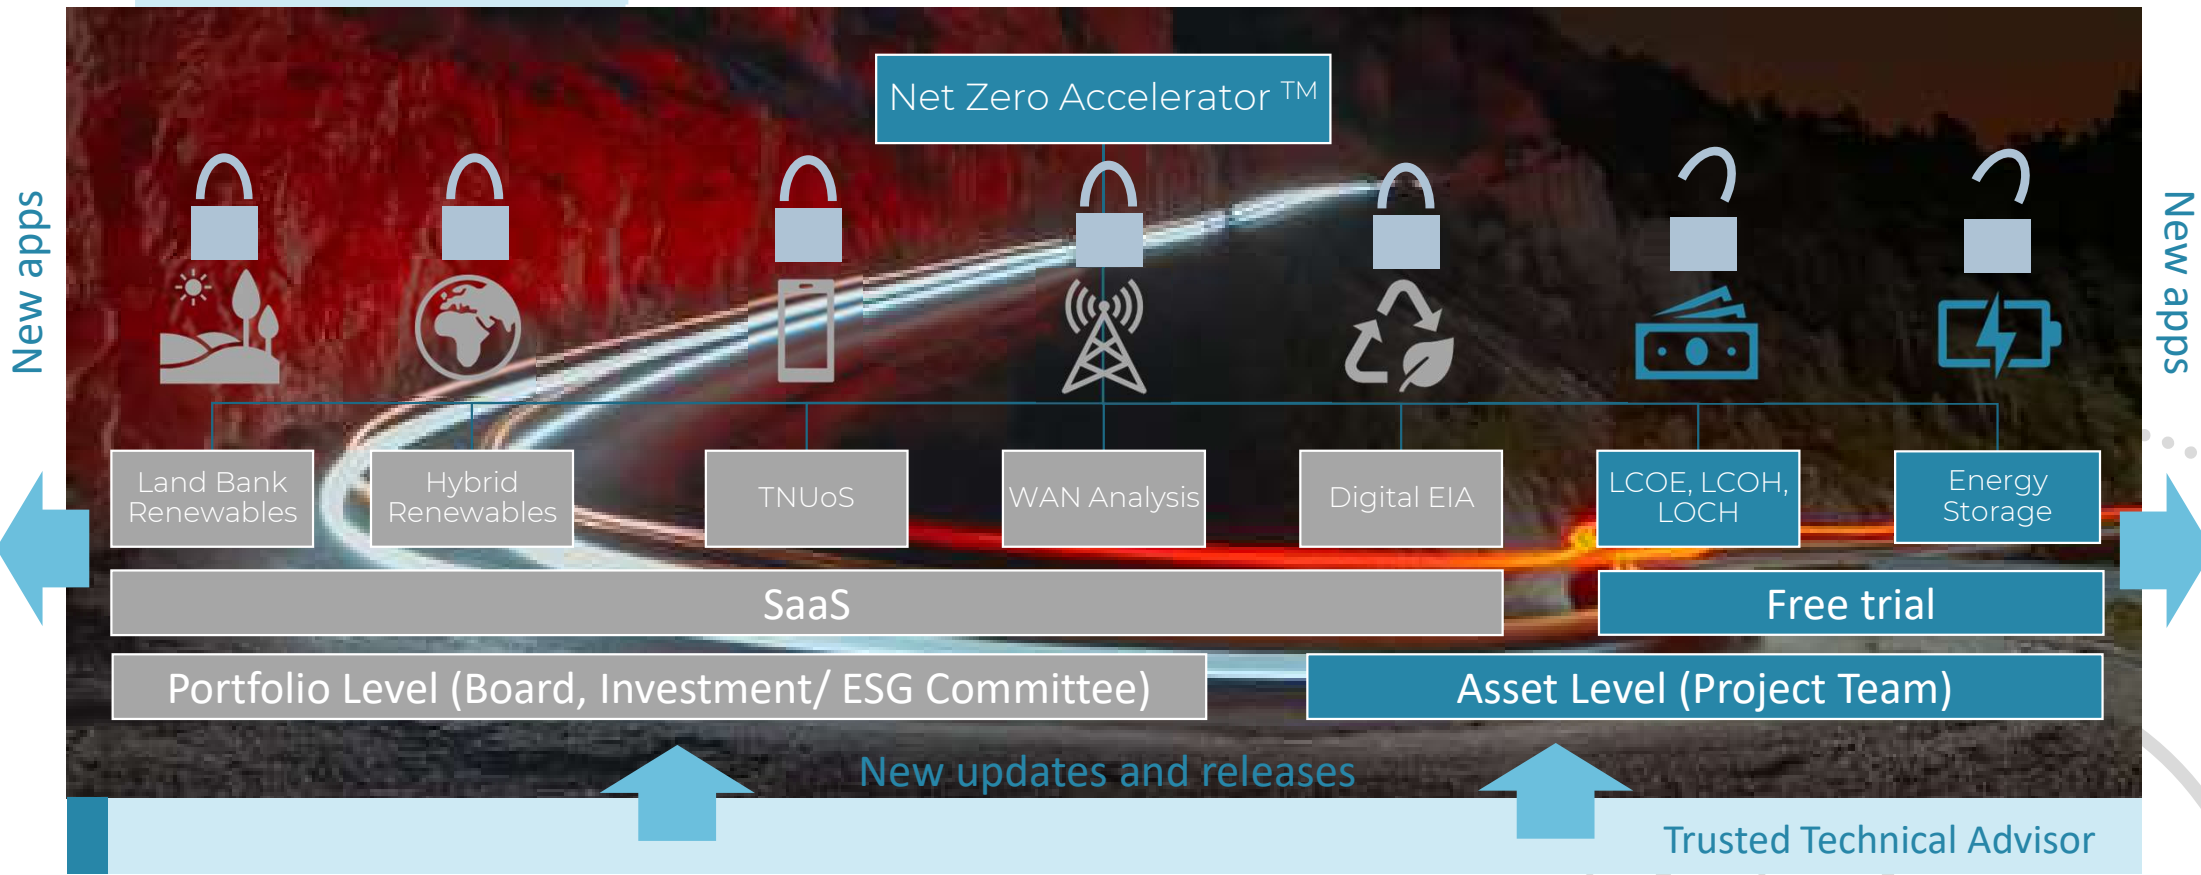 Net Zero Accelerator TM
New apps
New apps
Land Bank
Renewables
Hybrid
Renewables
TNUoS
WAN Analysis
Digital EIA
LCOE, LCOH,
LOCH
Energy
Storage
SaaS
Free trial
Portfolio Level (Board, Investment/ ESG Committee)
Asset Level (Project Team)
New updates and releases
Trusted Technical Advisor